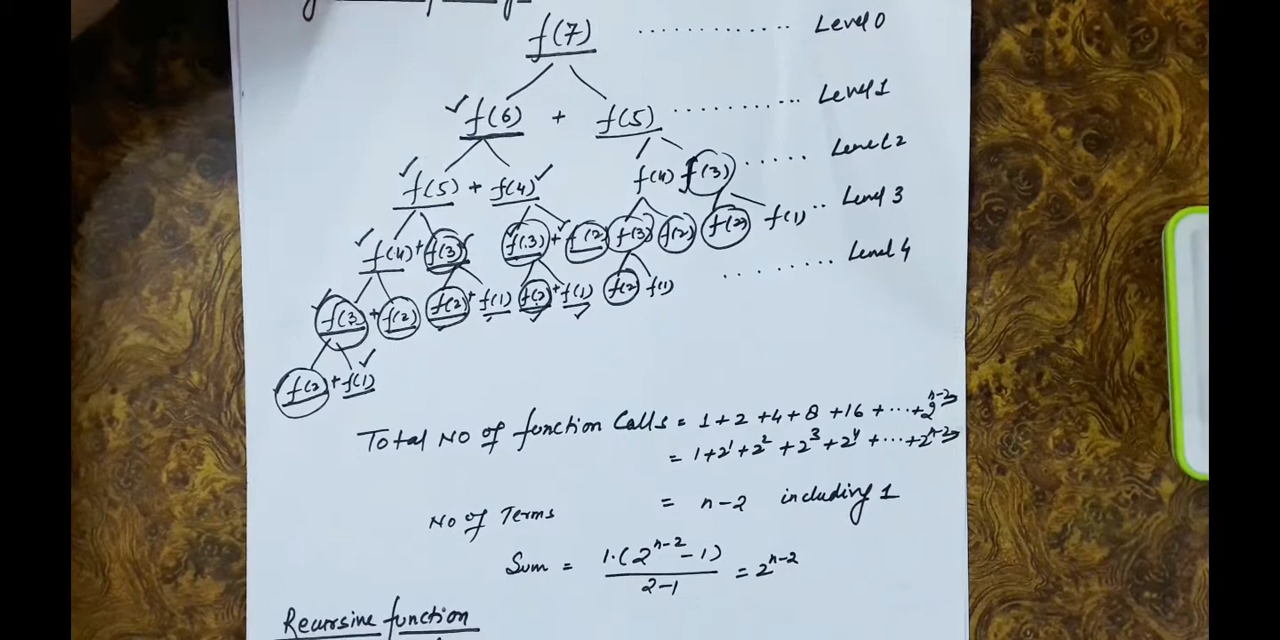 f(7) ............ Level 0
f(6) + f(5) .......... Level 1
f(5) + f(4) f(4) f(3) ..... Level 2
f(4) + f(3) f(3) + f(2) f(3) f(2) f(2) f(1) .. Level 3
f(3) + f(2) f(2) + f(1) f(2) + f(1) f(2) f(1) ........ Level 4
f(2) + f(1)
Total No of function Calls = 1 + 2 + 4 + 8 + 16 + ... + 2^n-2
= 1 + 2^1 + 2^2 + 2^3 + 2^4 + ... + 2^n-2
No of Terms = n-2 including 1
Sum = 1.(2^n-2 - 1) / 2-1 = 2^n-2
Recursine function